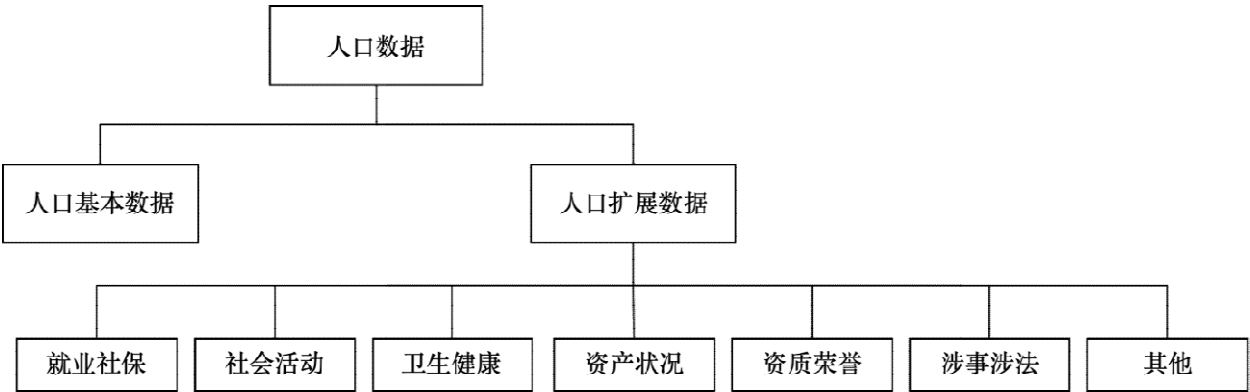 人口数据
人口基本数据
人口扩展数据
就业社保
社会活动
卫生健康
资产状况
资质荣誉
涉事涉法
其他